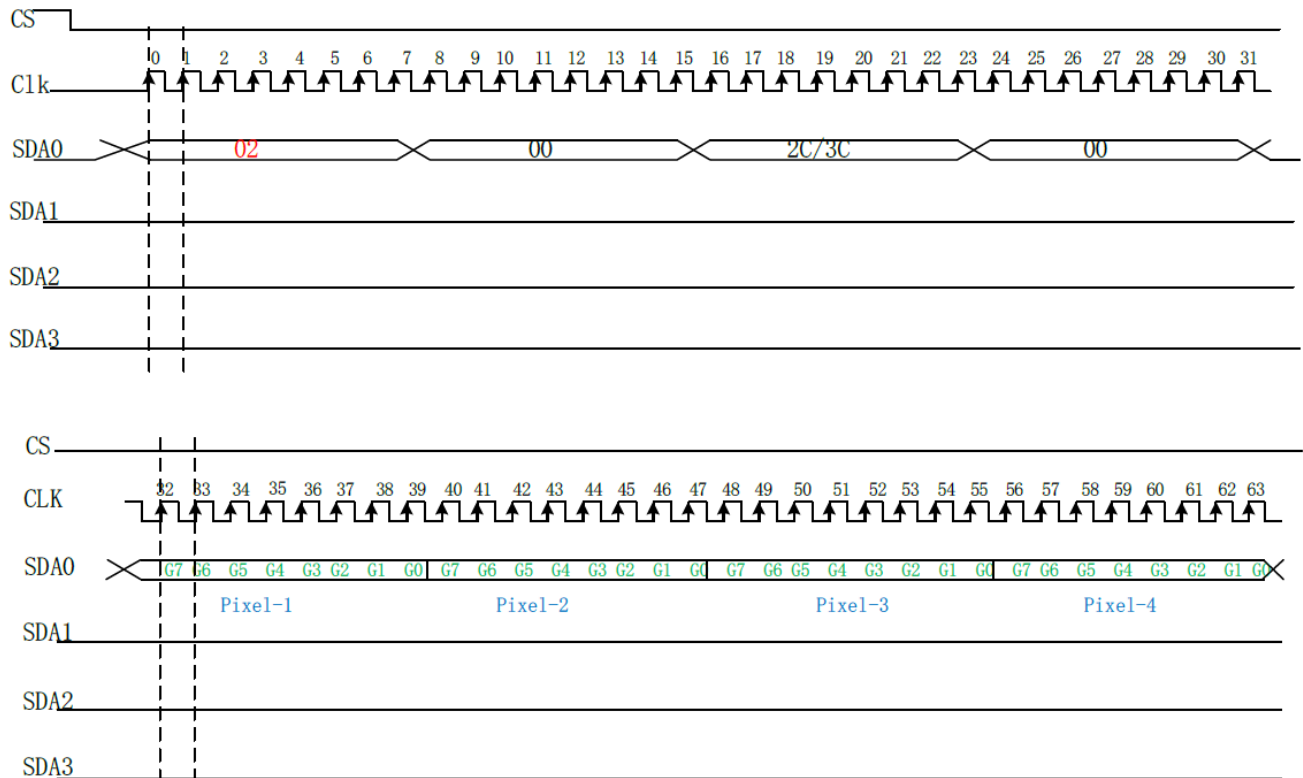 CS
0 1 2 3 4 5 6 7 8 9 10 11 12 13 14 15 16 17 18 19 20 21 22 23 24 25 26 27 28 29 30 31
Clk
SDA0 02 00 2C/3C 00
SDA1
SDA2
SDA3
CS
CLK 32 33 34 35 36 37 38 39 40 41 42 43 44 45 46 47 48 49 50 51 52 53 54 55 56 57 58 59 60 61 62 63
SDA0 G7 G6 G5 G4 G3 G2 G1 G0 G7 G6 G5 G4 G3 G2 G1 G0 G7 G6 G5 G4 G3 G2 G1 G0 G7 G6 G5 G4 G3 G2 G1 G0
Pixel-1 Pixel-2 Pixel-3 Pixel-4
SDA1
SDA2
SDA3